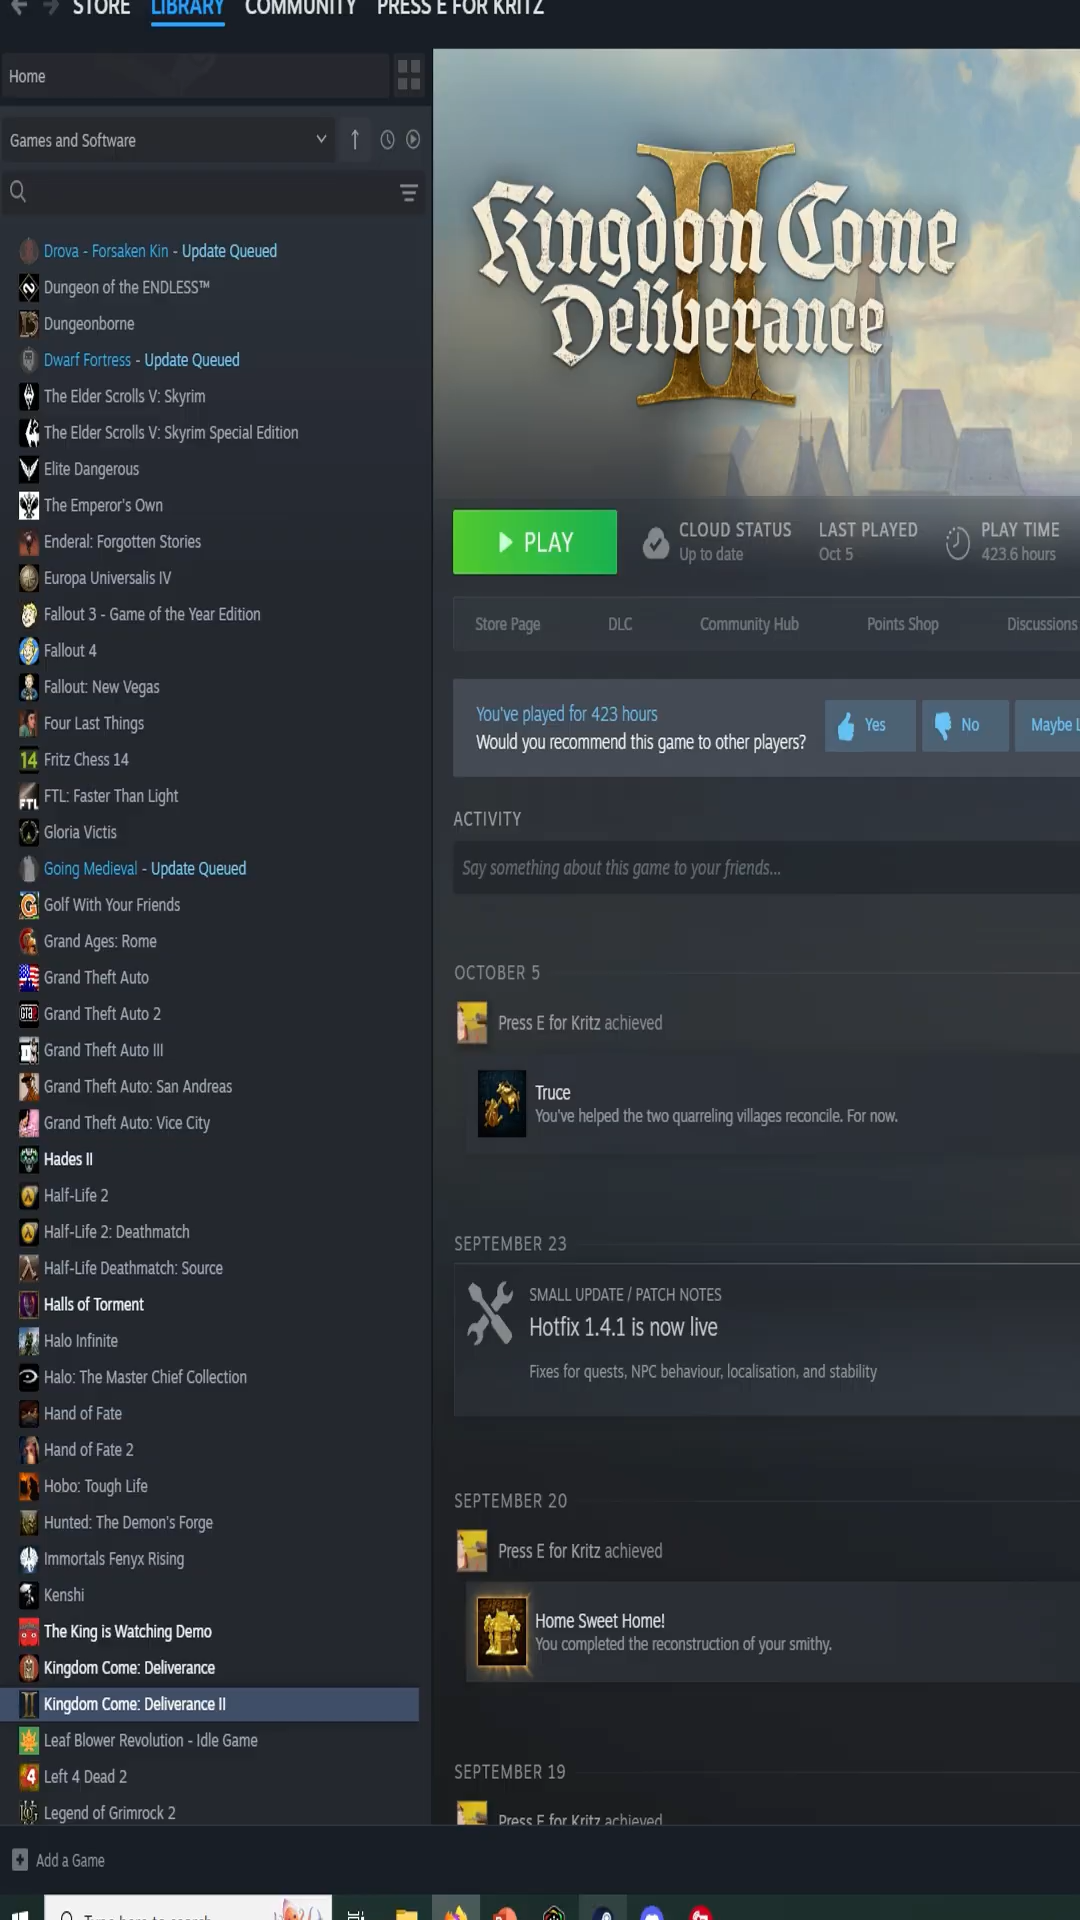 STORE LIBRARY COMMUNITY PRESS E FOR KRITZ
Home
Games and Software
Drova - Forsaken Kin - Update Queued
Dungeon of the ENDLESS™
Dungeonborne
Dwarf Fortress - Update Queued
The Elder Scrolls V: Skyrim
The Elder Scrolls V: Skyrim Special Edition
Elite Dangerous
The Emperor's Own
Enderal: Forgotten Stories
Europa Universalis IV
Fallout 3 - Game of the Year Edition
Fallout 4
Fallout: New Vegas
Four Last Things
Fritz Chess 14
FTL: Faster Than Light
Gloria Victis
Going Medieval - Update Queued
Golf With Your Friends
Grand Ages: Rome
Grand Theft Auto
Grand Theft Auto 2
Grand Theft Auto III
Grand Theft Auto: San Andreas
Grand Theft Auto: Vice City
Hades II
Half-Life 2
Half-Life 2: Deathmatch
Half-Life Deathmatch: Source
Halls of Torment
Halo Infinite
Halo: The Master Chief Collection
Hand of Fate
Hand of Fate 2
Hobo: Tough Life
Hunted: The Demon's Forge
Immortals Fenyx Rising
Kenshi
The King is Watching Demo
Kingdom Come: Deliverance
Kingdom Come: Deliverance II
Leaf Blower Revolution - Idle Game
Left 4 Dead 2
Legend of Grimrock 2
Add a Game
Kingdom Come
Deliverance
II
PLAY
CLOUD STATUS
Up to date
LAST PLAYED
Oct 5
PLAY TIME
423.6 hours
Store Page DLC Community Hub Points Shop Discussions
You've played for 423 hours
Would you recommend this game to other players?
Yes No Maybe L
ACTIVITY
Say something about this game to your friends...
OCTOBER 5
Press E for Kritz achieved
Truce
You've helped the two quarreling villages reconcile. For now.
SEPTEMBER 23
SMALL UPDATE / PATCH NOTES
Hotfix 1.4.1 is now live
Fixes for quests, NPC behaviour, localisation, and stability
SEPTEMBER 20
Press E for Kritz achieved
Home Sweet Home!
You completed the reconstruction of your smithy.
SEPTEMBER 19
Press E for Kritz achieved
Type here to search